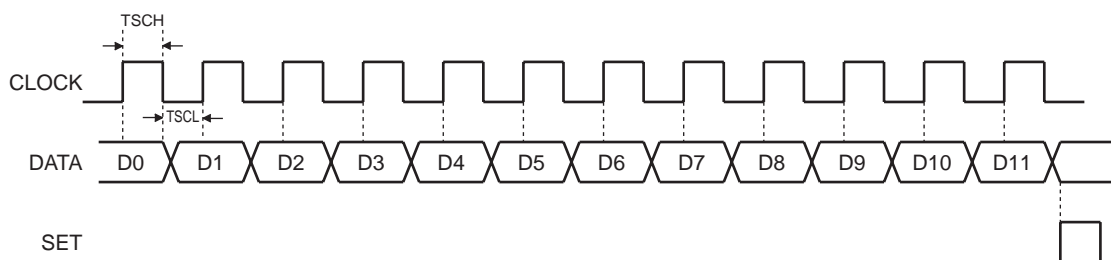 TSCH
CLOCK
TSCL
DATA D0 D1 D2 D3 D4 D5 D6 D7 D8 D9 D10 D11
SET